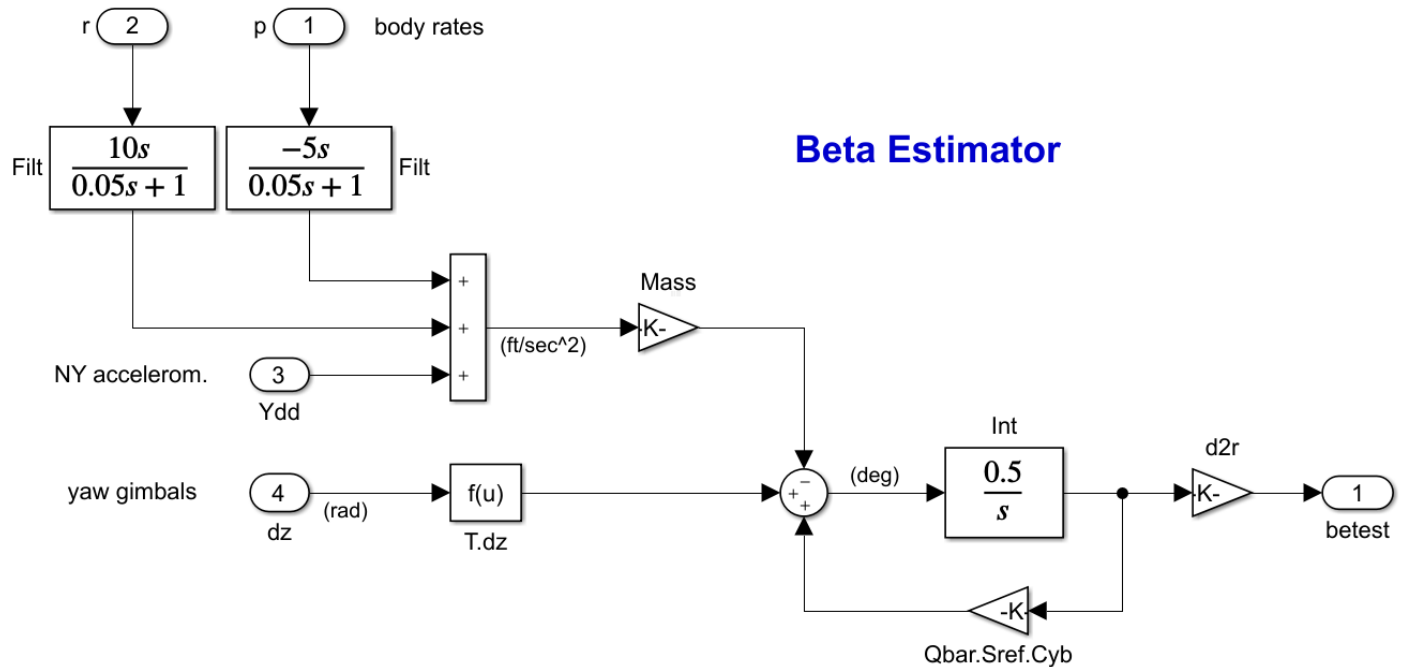 r 2 p 1 body rates
Beta Estimator
Filt 10s −5s Filt
0.05s + 1 0.05s + 1
+
Mass
+ -K-
(ft/sec^2)
NY accelerom. 3 +
Ydd
Int
d2r
yaw gimbals 4 f(u) (deg) 0.5
(rad) + − + s -K- 1
dz T.dz betest
-K-
Qbar.Sref.Cyb